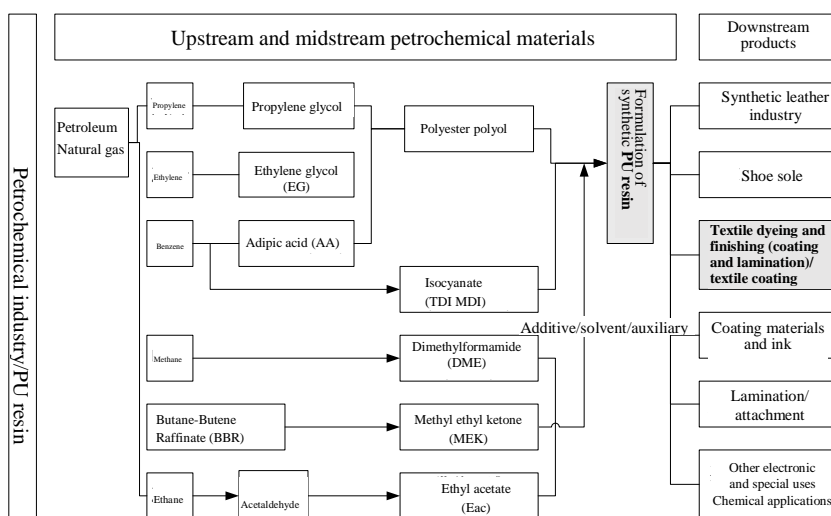 Petrochemical industry/PU resin
Upstream and midstream petrochemical materials
Downstream
products
Petroleum
Natural gas
Propylene
Propylene glycol
Polyester polyol
Ethylene
Ethylene glycol
(EG)
Benzene
Adipic acid (AA)
Isocyanate
(TDI MDI)
Methane
Dimethylformamide
(DME)
Butane-Butene
Raffinate (BBR)
Methyl ethyl ketone
(MEK)
Ethane
Acetaldehyde
Ethyl acetate
(Eac)
Additive/solvent/auxiliary
Formulation of
synthetic PU resin
Synthetic leather
industry
Shoe sole
Textile dyeing and
finishing (coating
and lamination)/
textile coating
Coating materials
and ink
Lamination/
attachment
Other electronic
and special uses
Chemical applications